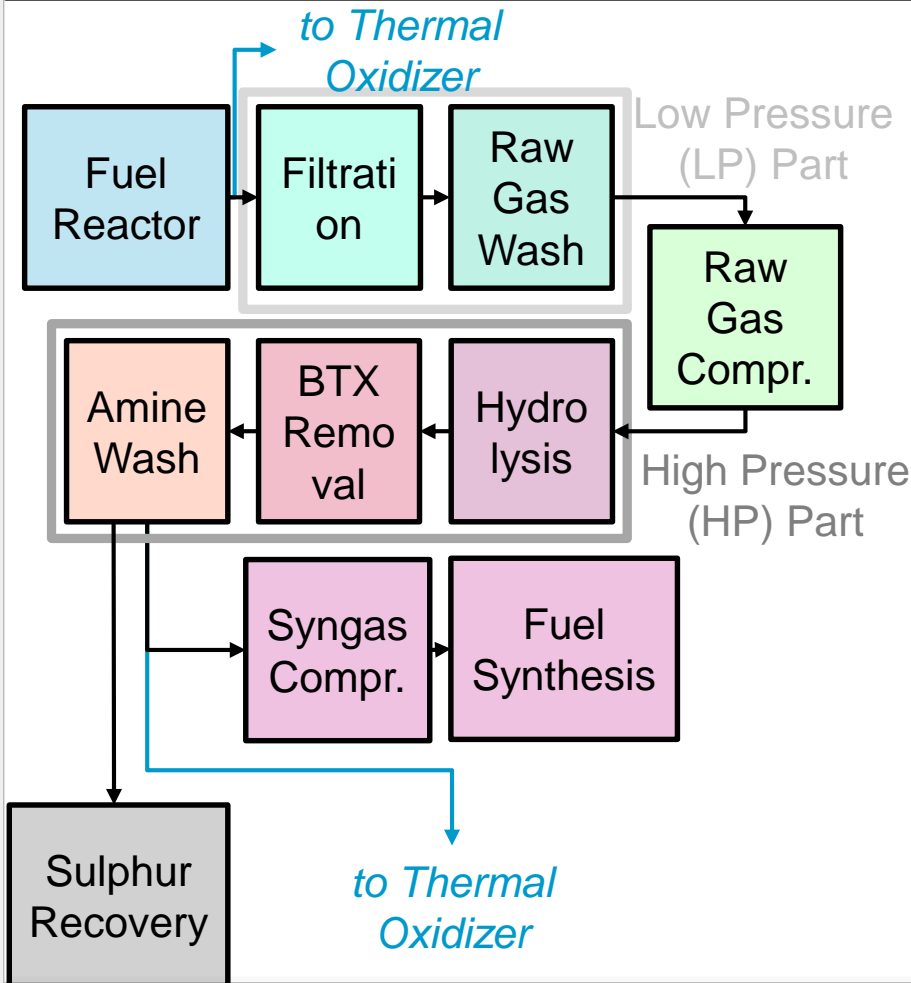 to Thermal
Oxidizer
Fuel
Reactor
Filtrati
on
Raw
Gas
Wash
Low Pressure
(LP) Part
Raw
Gas
Compr.
Amine
Wash
BTX
Remo
val
Hydro
lysis
High Pressure
(HP) Part
Syngas
Compr.
Fuel
Synthesis
Sulphur
Recovery
to Thermal
Oxidizer